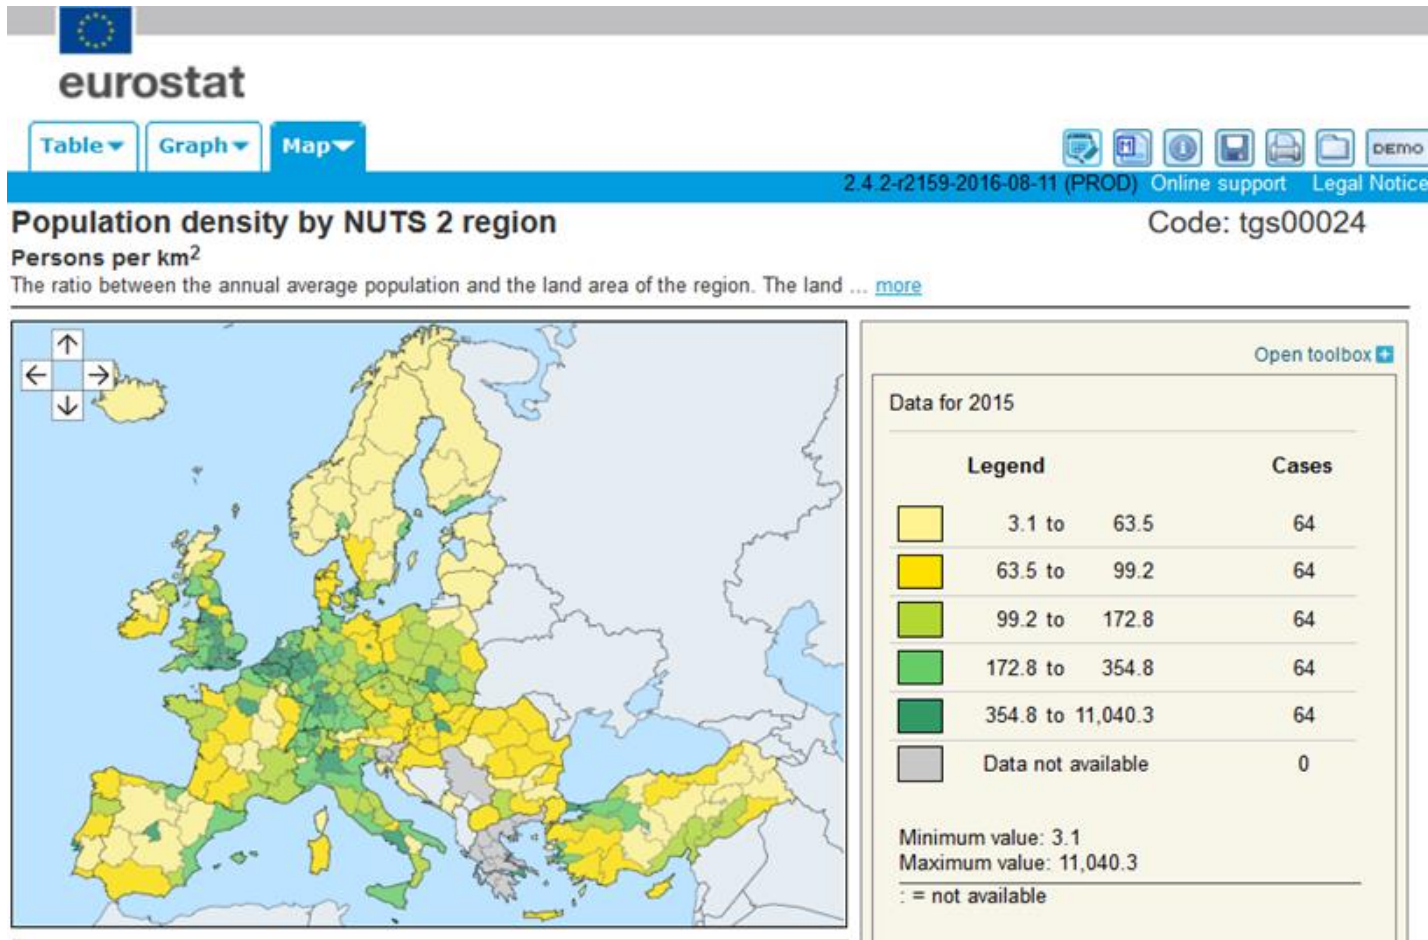 eurostat
Table Graph Map
DEMO
2.4.2-r2159-2016-08-11 (PROD) Online support Legal Notice
Population density by NUTS 2 region Code: tgs00024
Persons per km2
The ratio between the annual average population and the land area of the region. The land ... more
Open toolbox
Data for 2015
Legend Cases
3.1 to 63.5 64
63.5 to 99.2 64
99.2 to 172.8 64
172.8 to 354.8 64
354.8 to 11,040.3 64
Data not available 0
Minimum value: 3.1
Maximum value: 11,040.3
: = not available